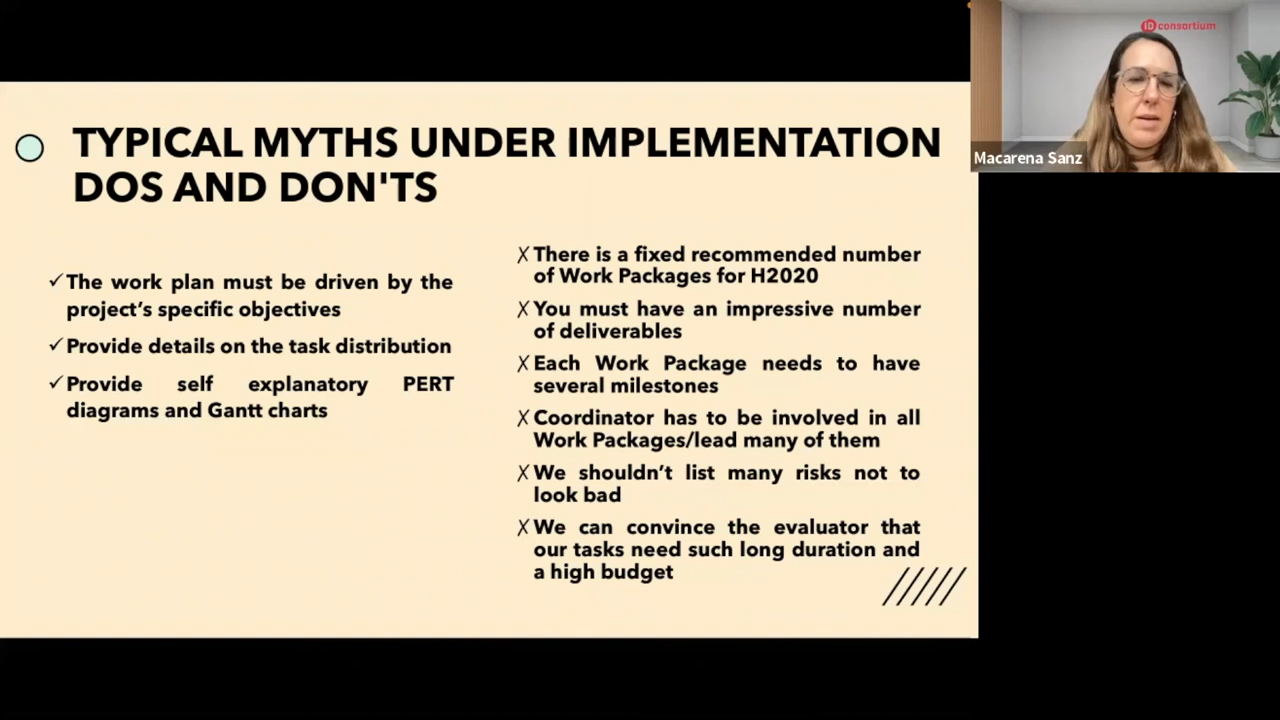 TYPICAL MYTHS UNDER IMPLEMENTATION
DOS AND DON'TS
✓The work plan must be driven by the
project’s specific objectives
✓Provide details on the task distribution
✓Provide self explanatory PERT
diagrams and Gantt charts
✗There is a fixed recommended number
of Work Packages for H2020
✗You must have an impressive number
of deliverables
✗Each Work Package needs to have
several milestones
✗Coordinator has to be involved in all
Work Packages/lead many of them
✗We shouldn’t list many risks not to
look bad
✗We can convince the evaluator that
our tasks need such long duration and
a high budget
iD consortium
Macarena Sanz